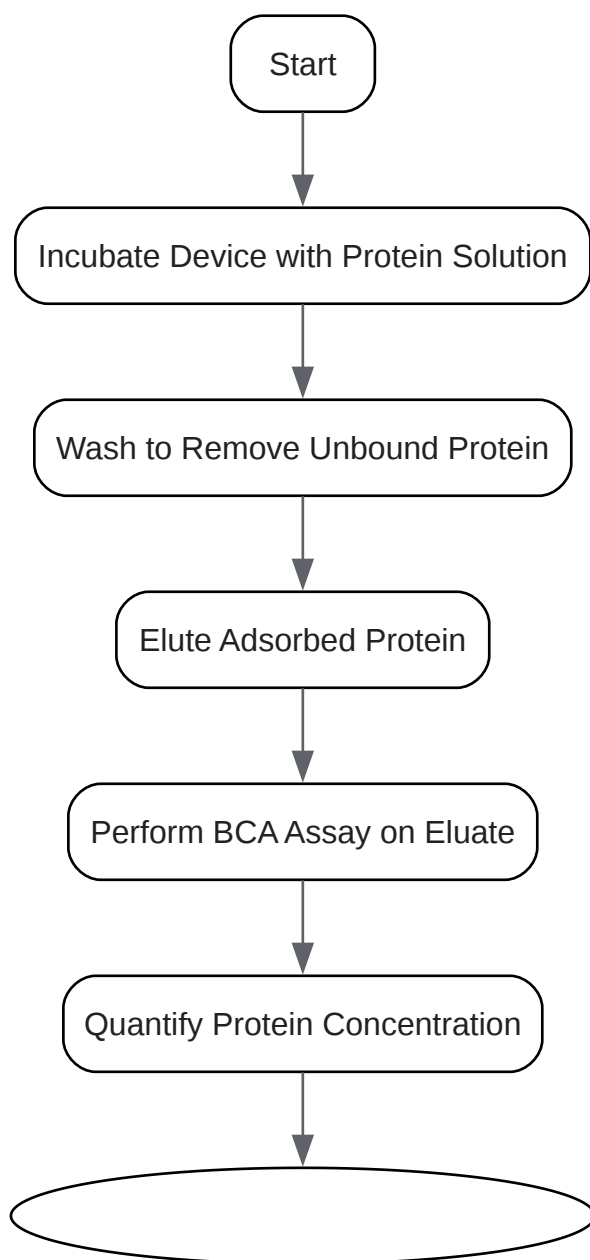 Start
Incubate Device with Protein Solution
Wash to Remove Unbound Protein
Elute Adsorbed Protein
Perform BCA Assay on Eluate
Quantify Protein Concentration